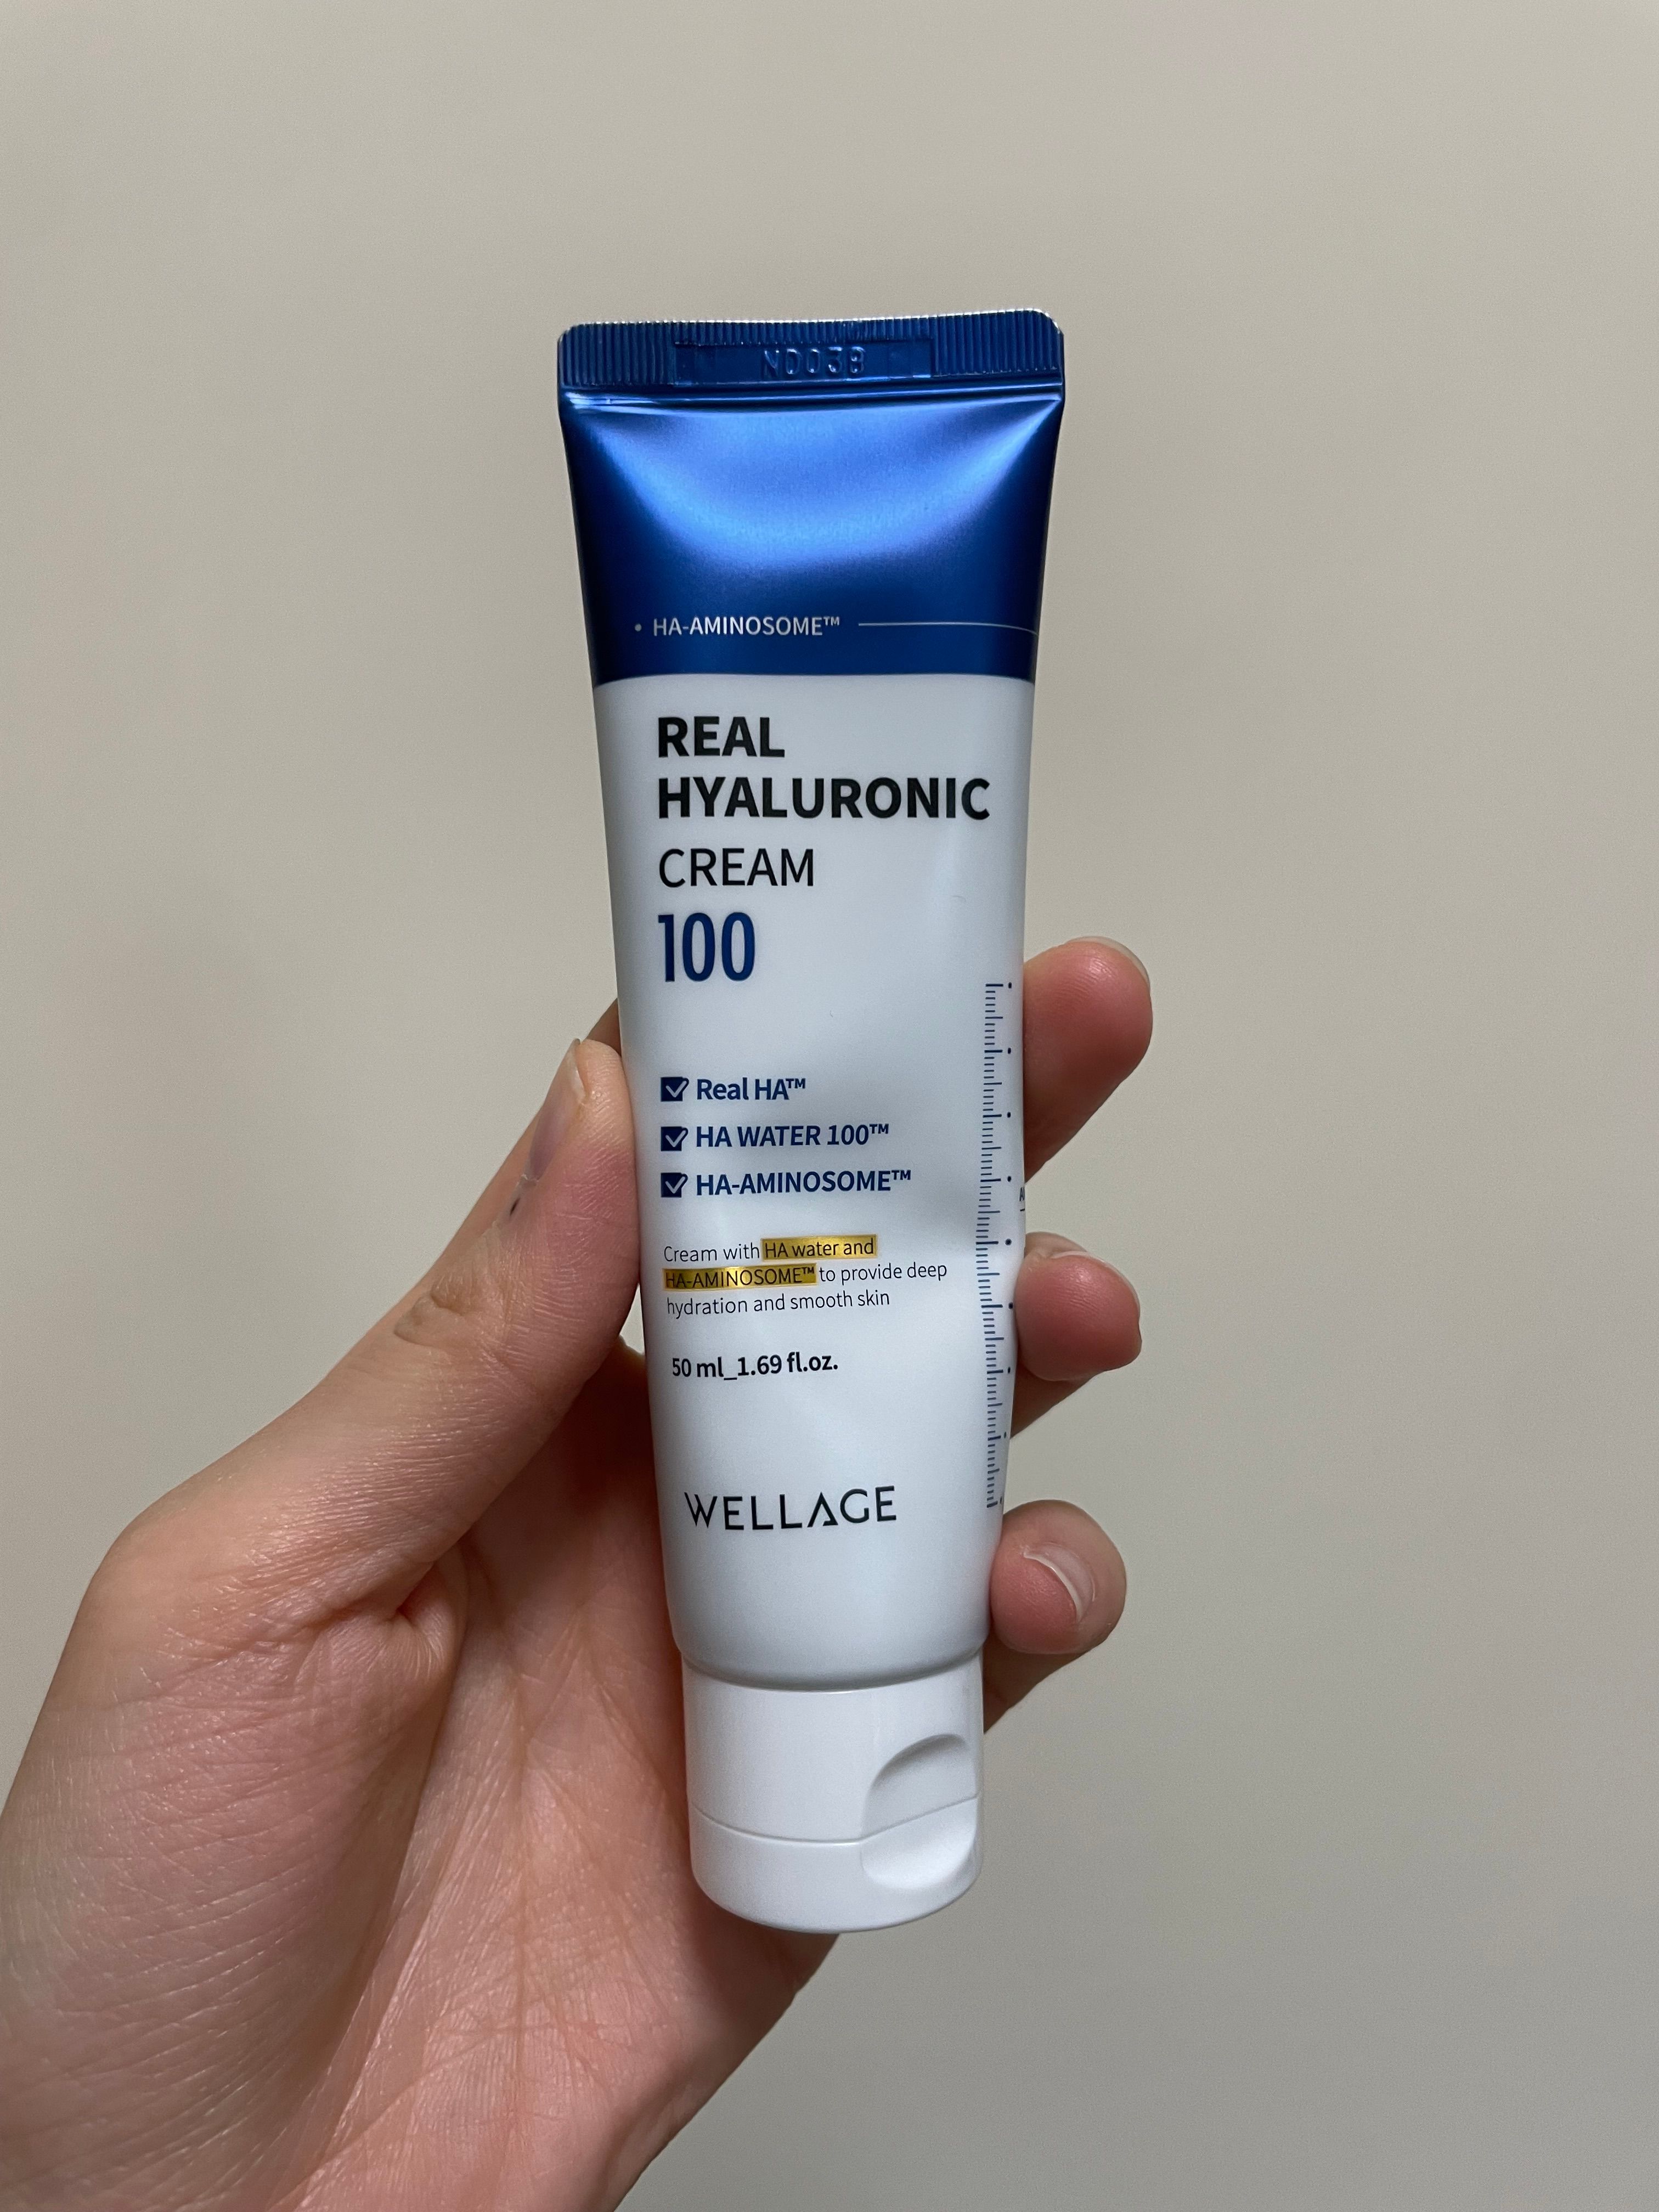 N003B
• HA-AMINOSOME™
REAL
HYALURONIC
CREAM
100
Real HA™
HA WATER 100™
HA-AMINOSOME™
Cream with HA water and
HA-AMINOSOME™ to provide deep
hydration and smooth skin
50 ml_1.69 fl.oz.
WELLAGE